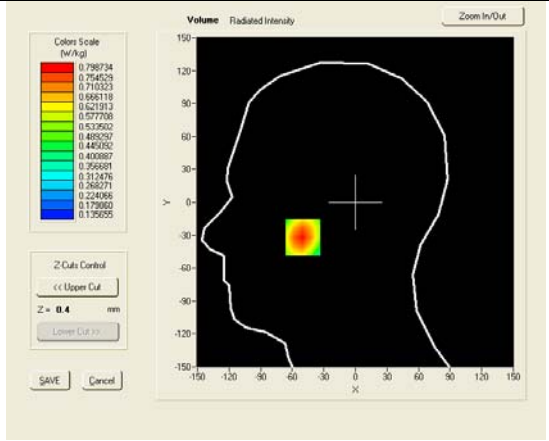 Volume Radiated Intensity
Zoom In/Out
Colors Scale
(W/kg)
0.798734
0.754529
0.710323
0.666118
0.621913
0.577708
0.533502
0.489297
0.445092
0.400887
0.356681
0.312476
0.268271
0.224066
0.179860
0.135655
Z-Cuts Control
<< Upper Cut
Z = 0.4 mm
Lower Cut >>
SAVE Cancel
150
120
90
60
30
0
-30
-60
-90
-120
-150
Y
-150 -120 -90 -60 -30 0 30 60 90 120 150
X